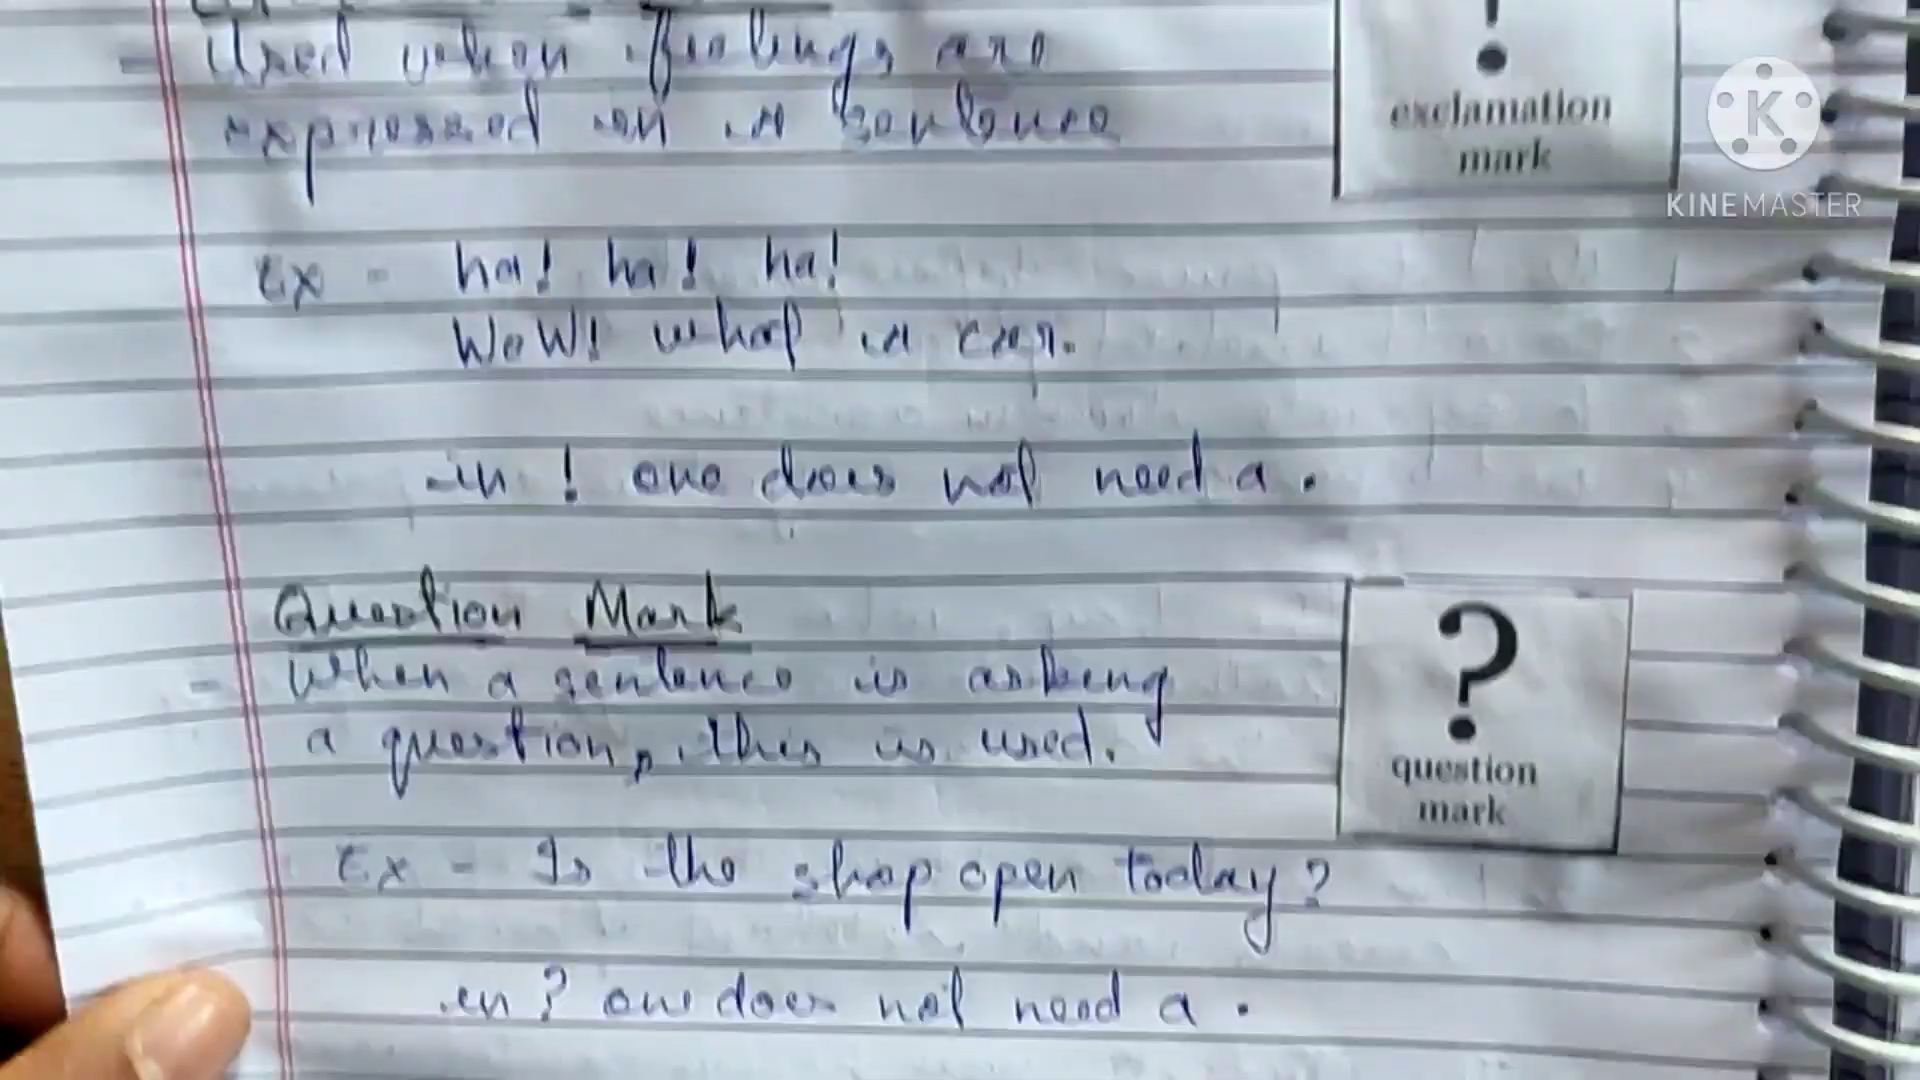 - Used when feelings are
expressed in a sentence
!
exclamation
mark
K
KINEMASTER
Ex - ha! ha! ha!
WoW! what a car.
in ! one does not need a .
Question Mark
- When a sentence is asking
a question, this is used.
?
question
mark
Ex - Is the shop open today?
in ? one does not need a .